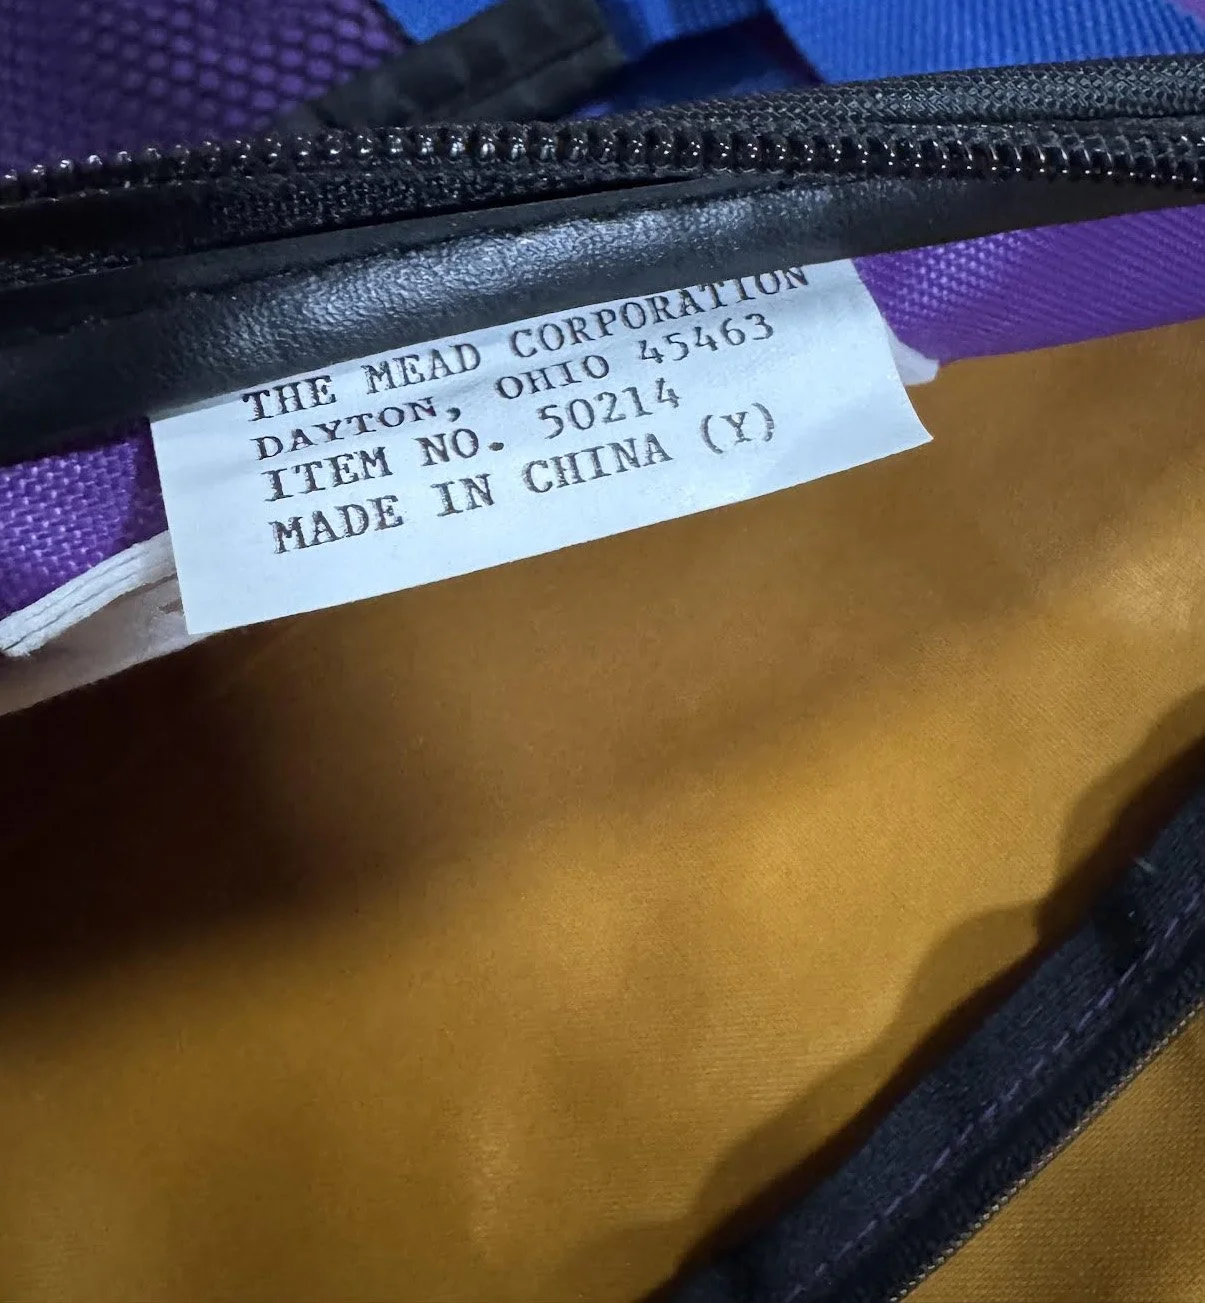 THE MEAD CORPORATION
DAYTON, OHIO 45463
ITEM NO. 50214
MADE IN CHINA (Y)